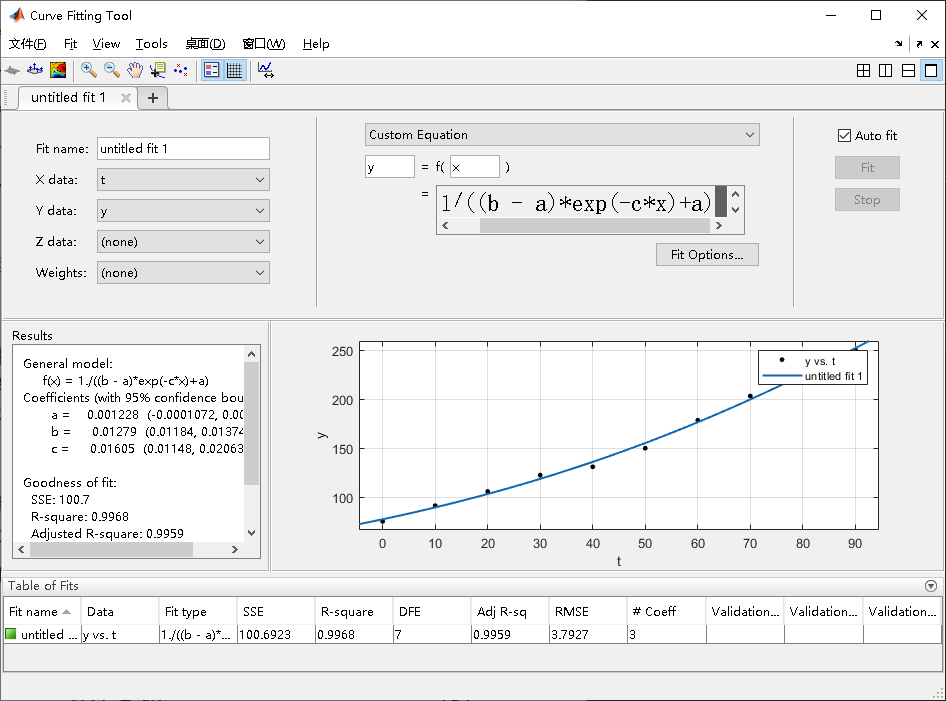 Curve Fitting Tool
文件(F) Fit View Tools 桌面(D) 窗口(W) Help
untitled fit 1
Fit name: untitled fit 1
X data: t
Y data: y
Z data: (none)
Weights: (none)
Custom Equation
y = f( x )
= 1/((b - a)*exp(-c*x)+a)
Fit Options...
Auto fit
Fit
Stop
Results
General model:
f(x) = 1./((b - a)*exp(-c*x)+a)
Coefficients (with 95% confidence bou
a = 0.001228 (-0.0001072, 0.00
b = 0.01279 (0.01184, 0.01374
c = 0.01605 (0.01148, 0.02063
Goodness of fit:
SSE: 100.7
R-square: 0.9968
Adjusted R-square: 0.9959
250
200
150
100
y
0 10 20 30 40 50 60 70 80 90
t
y vs. t
untitled fit 1
Table of Fits
Fit name Data Fit type SSE R-square DFE Adj R-sq RMSE # Coeff Validation... Validation... Validation...
untitled ... y vs. t 1./((b - a)*... 100.6923 0.9968 7 0.9959 3.7927 3